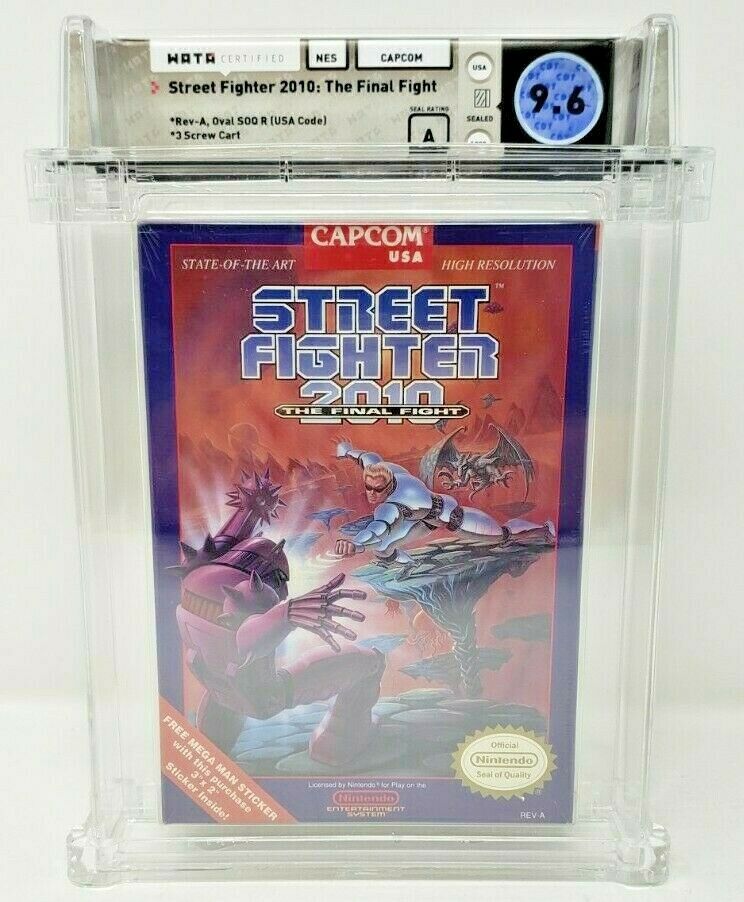 WATA CERTIFIED
NES
CAPCOM
Street Fighter 2010: The Final Fight
*Rev-A, Oval SOQ R (USA Code)
*3 Screw Cart
SEAL RATING
A
USA
SEALED
9.6
CAPCOM®
USA
STATE-OF-THE ART
HIGH RESOLUTION
STREET
FIGHTER
2010
™
THE FINAL FIGHT
FREE MEGA MAN STICKER
with this purchase
3" x 2"
Sticker Inside!
Licensed by Nintendo® for Play on the
Nintendo
ENTERTAINMENT
SYSTEM®
Official
Nintendo
Seal of Quality
®
REV-A